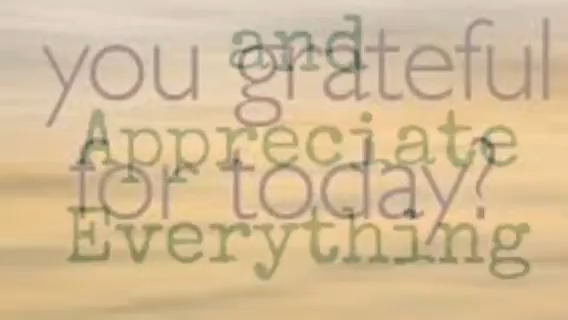 and
you grateful
Appreciate
for today?
Everything